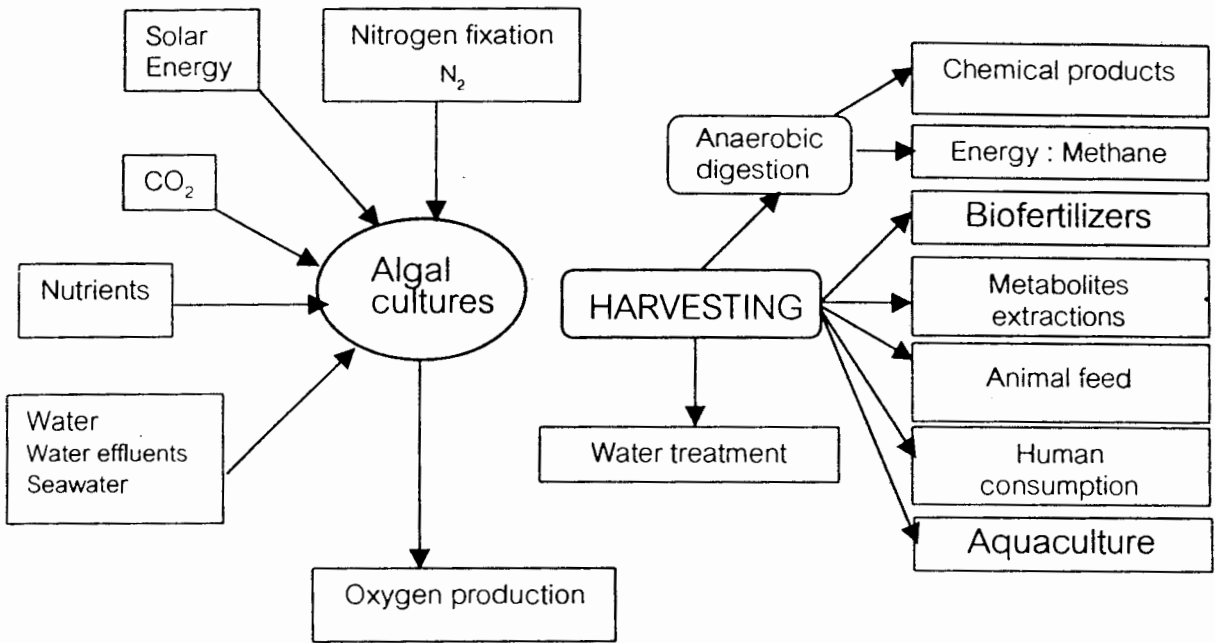 Solar
Energy
Nitrogen fixation
N₂
CO₂
Nutrients
Water
Water effluents
Seawater
Algal
cultures
Oxygen production
Anaerobic
digestion
HARVESTING
Water treatment
Chemical products
Energy : Methane
Biofertilizers
Metabolites
extractions
Animal feed
Human
consumption
Aquaculture